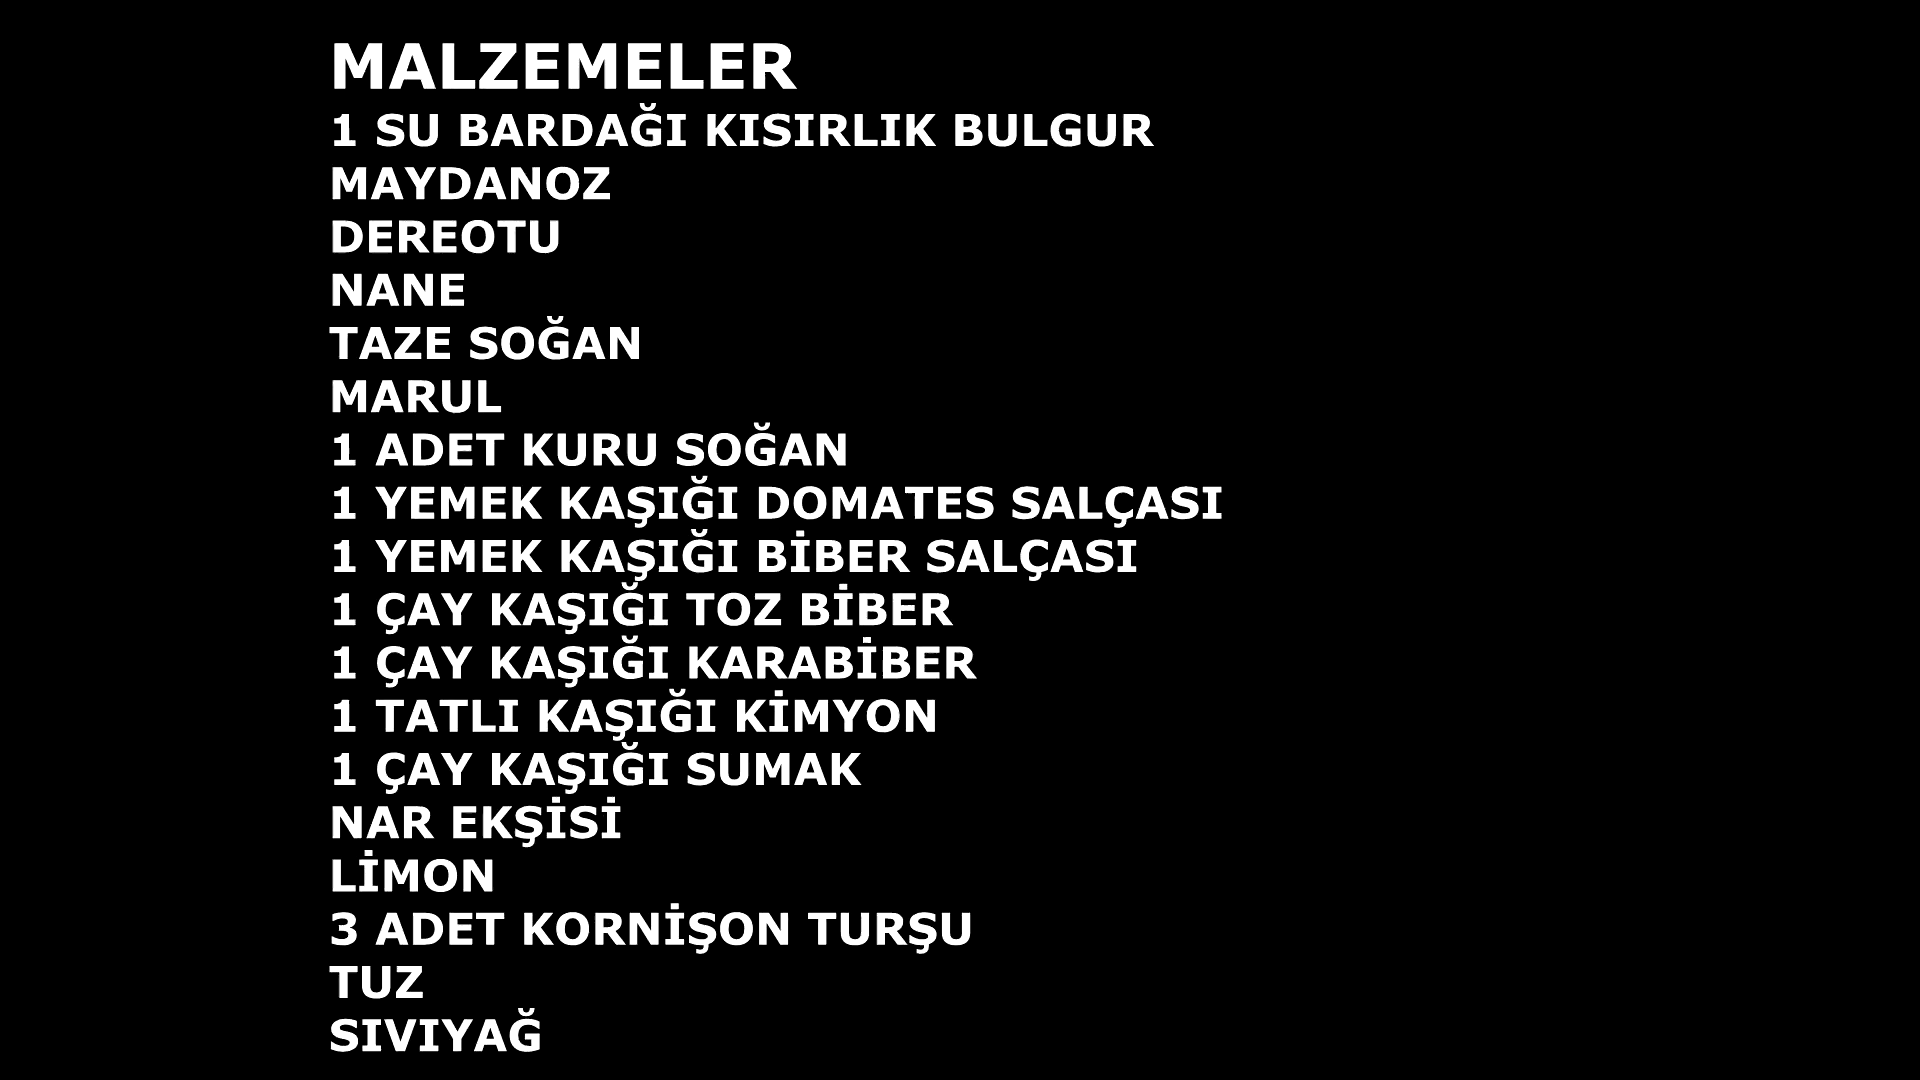 MALZEMELER
1 SU BARDAĞI KISIRLIK BULGUR
MAYDANOZ
DEREOTU
NANE
TAZE SOĞAN
MARUL
1 ADET KURU SOĞAN
1 YEMEK KAŞIĞI DOMATES SALÇASI
1 YEMEK KAŞIĞI BİBER SALÇASI
1 ÇAY KAŞIĞI TOZ BİBER
1 ÇAY KAŞIĞI KARABİBER
1 TATLI KAŞIĞI KİMYON
1 ÇAY KAŞIĞI SUMAK
NAR EKŞİSİ
LİMON
3 ADET KORNİŞON TURŞU
TUZ
SIVIYAĞ